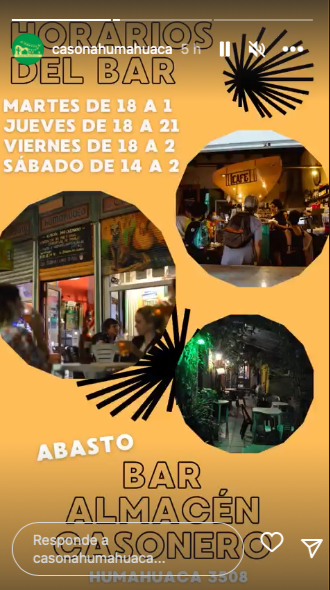 HORARIOS
casonahumahuaca 5 h
DEL BAR
MARTES DE 18 A 1
JUEVES DE 18 A 21
VIERNES DE 18 A 2
SÁBADO DE 14 A 2
CAFE
ABASTO
BAR
ALMACÉN
CASONERO
Respondé a
casonahumahuaca...
HUMAHUACA 3508